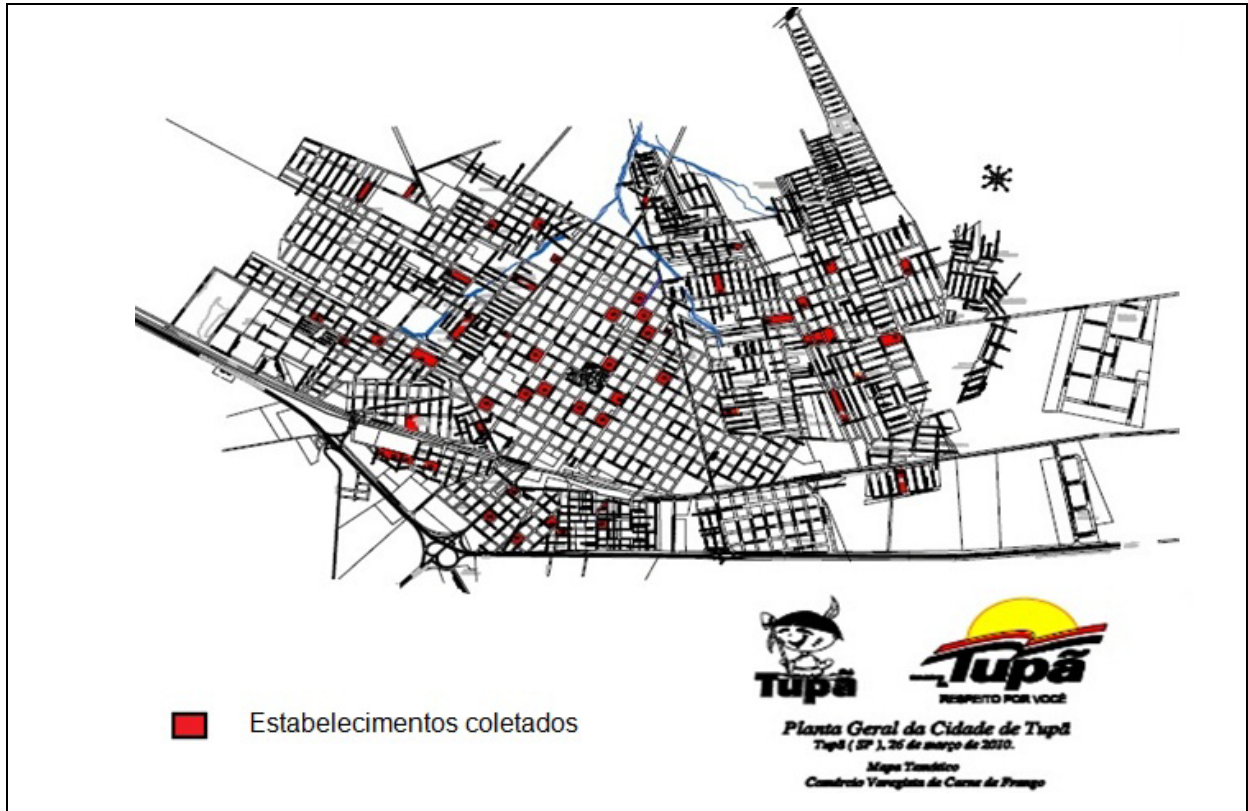 Tupã
Tupã
RESPEITO POR VOCÊ
Estabelecimentos coletados
Planta Geral da Cidade de Tupã
Tupã ( SP ), 26 de março de 2010.
Mapa Temático
Comércio Varegista de Carne de Frango